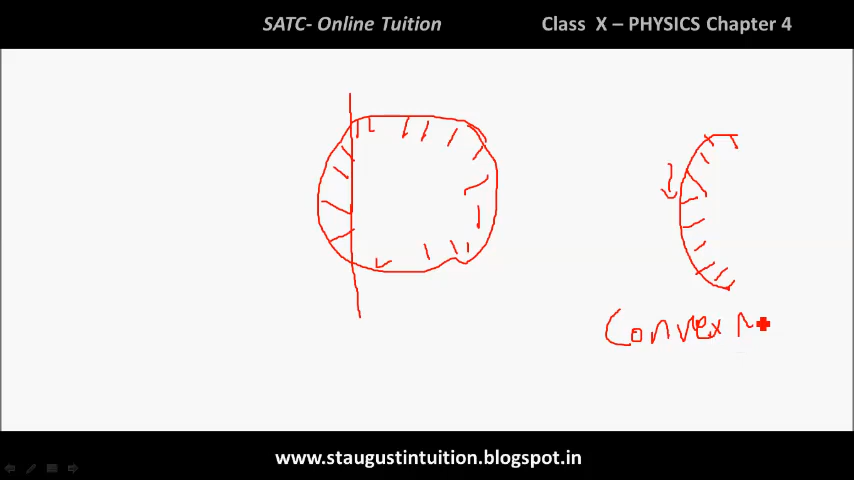 SATC- Online Tuition Class X – PHYSICS Chapter 4
Convex
www.staugustintuition.blogspot.in